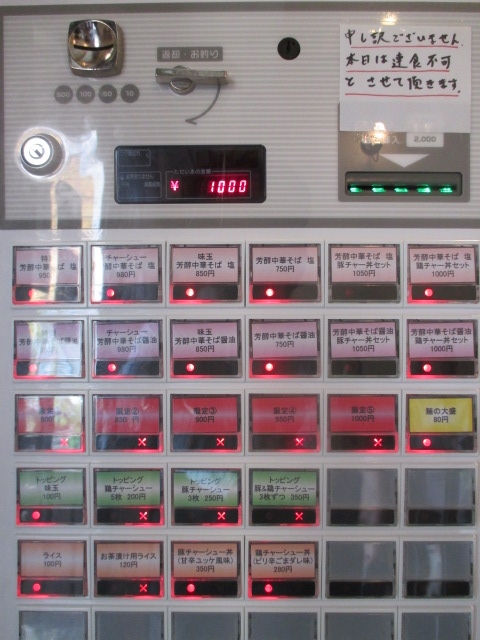 返却・お釣り
500 100 50 10
申し訳ございません。
本日は連食不可
と させて頂きます。
2,000
¥ 1000
芳醇中華そば 塩
950
チャーシュー
芳醇中華そば 塩
980円
味玉
芳醇中華そば 塩
850円
芳醇中華そば 塩
750円
芳醇中華そば 塩
豚チャー丼セット
1050円
芳醇中華そば 塩
鶏チャー丼セット
1000円
チャーシュー
芳醇中華そば醤油
980円
味玉
芳醇中華そば醤油
850円
芳醇中華そば醤油
750円
芳醇中華そば醤油
豚チャー丼セット
1050円
芳醇中華そば醤油
鶏チャー丼セット
1000円
限定②
限定③
900円
限定④
950円
限定⑤
1000円
麺の大盛
80円
トッピング
味玉
100円
トッピング
鶏チャーシュー
5枚 200円
トッピング
豚チャーシュー
3枚 250円
トッピング
豚&鶏チャーシュー
3枚ずつ 350円
ライス
100円
お茶漬け用ライス
120円
豚チャーシュー丼
(甘辛ユッケ風味)
350円
鶏チャーシュー丼
(ピリ辛ごまダレ味)
280円